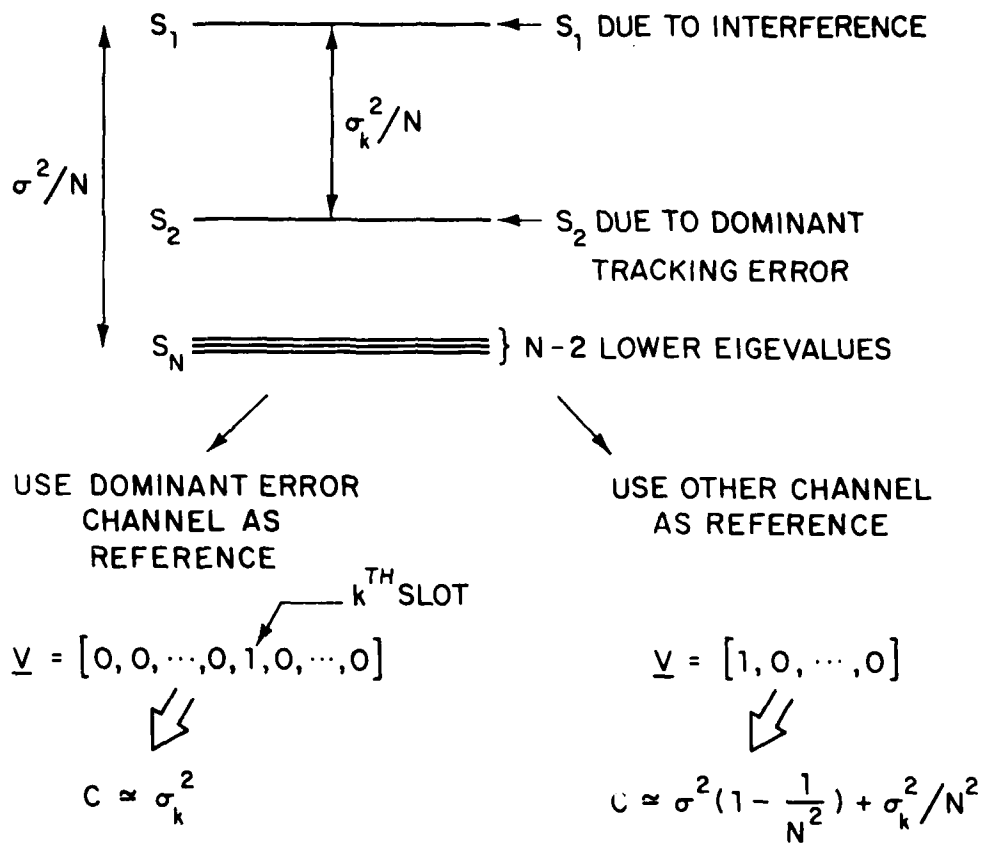 S₁ ← S₁ DUE TO INTERFERENCE
σₖ²/N
σ²/N
S₂ ← S₂ DUE TO DOMINANT
TRACKING ERROR
S_N } N-2 LOWER EIGEVALUES
USE DOMINANT ERROR
CHANNEL AS
REFERENCE
USE OTHER CHANNEL
AS REFERENCE
k^TH SLOT
V = [0, 0, ⋯, 0, 1, 0, ⋯, 0]
V = [1, 0, ⋯, 0]
C ≃ σₖ²
C ≃ σ²(1 - 1/N²) + σₖ²/N²